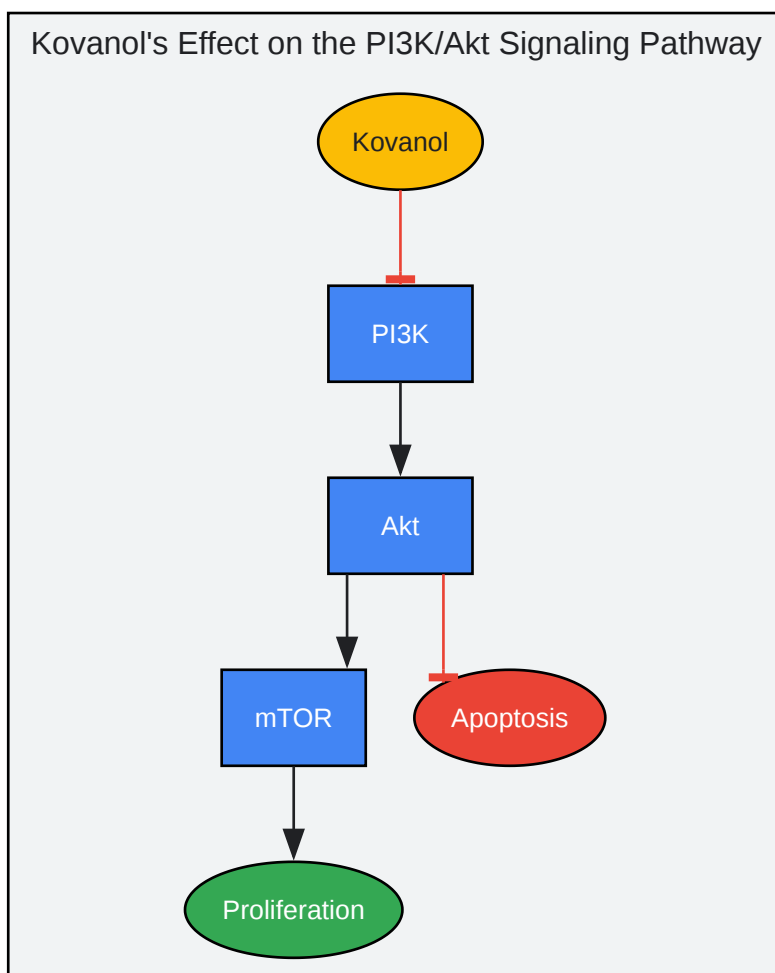 Kovanol's Effect on the PI3K/Akt Signaling Pathway
Kovanol
PI3K
Akt
mTOR
Apoptosis
Proliferation